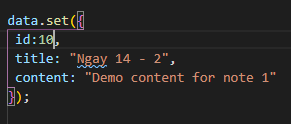 data.set({
id:10,
title: "Ngay 14 - 2",
content: "Demo content for note 1"
});